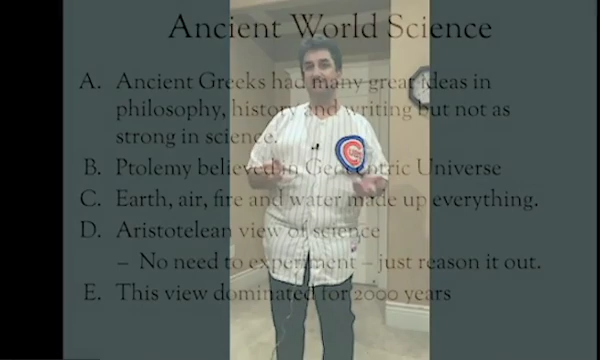 Ancient World Science
A. Ancient Greeks had many great ideas in
philosophy, history and writing but not as
strong in science.
B. Ptolemy believed in Geocentric Universe
C. Earth, air, fire and water made up everything.
D. Aristotelean view of science
– No need to experiment – just reason it out.
E. This view dominated for 2000 years